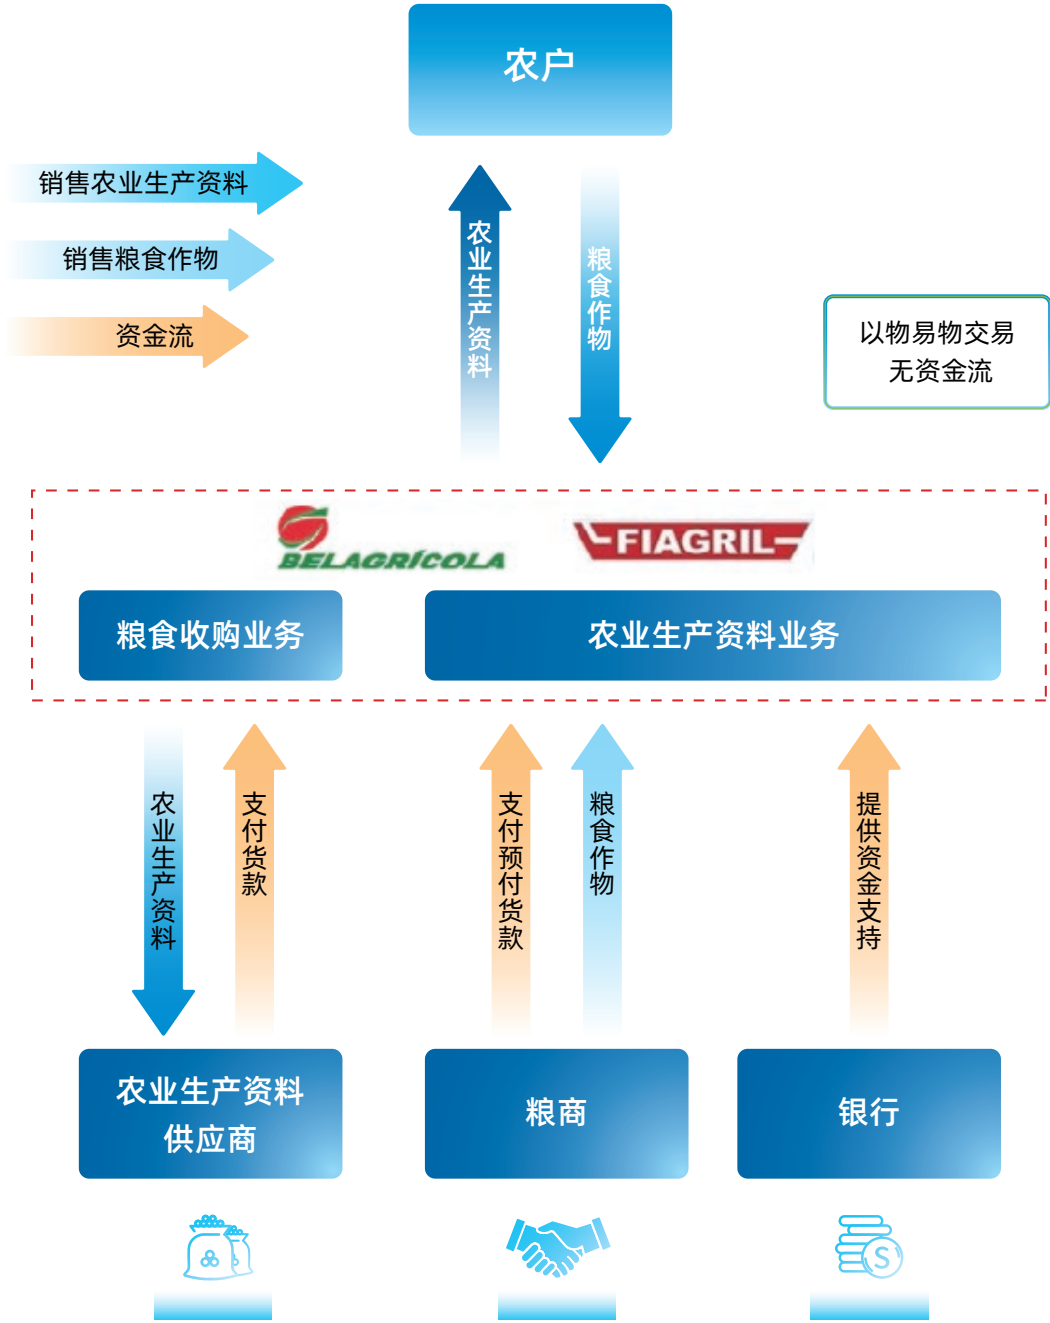 农户
销售农业生产资料
销售粮食作物
资金流
农业生产资料
粮食作物
以物易物交易
无资金流
BELAGRÍCOLA
FIAGRIL
粮食收购业务
农业生产资料业务
农业生产资料
支付货款
支付预付货款
粮食作物
提供资金支持
农业生产资料
供应商
粮商
银行